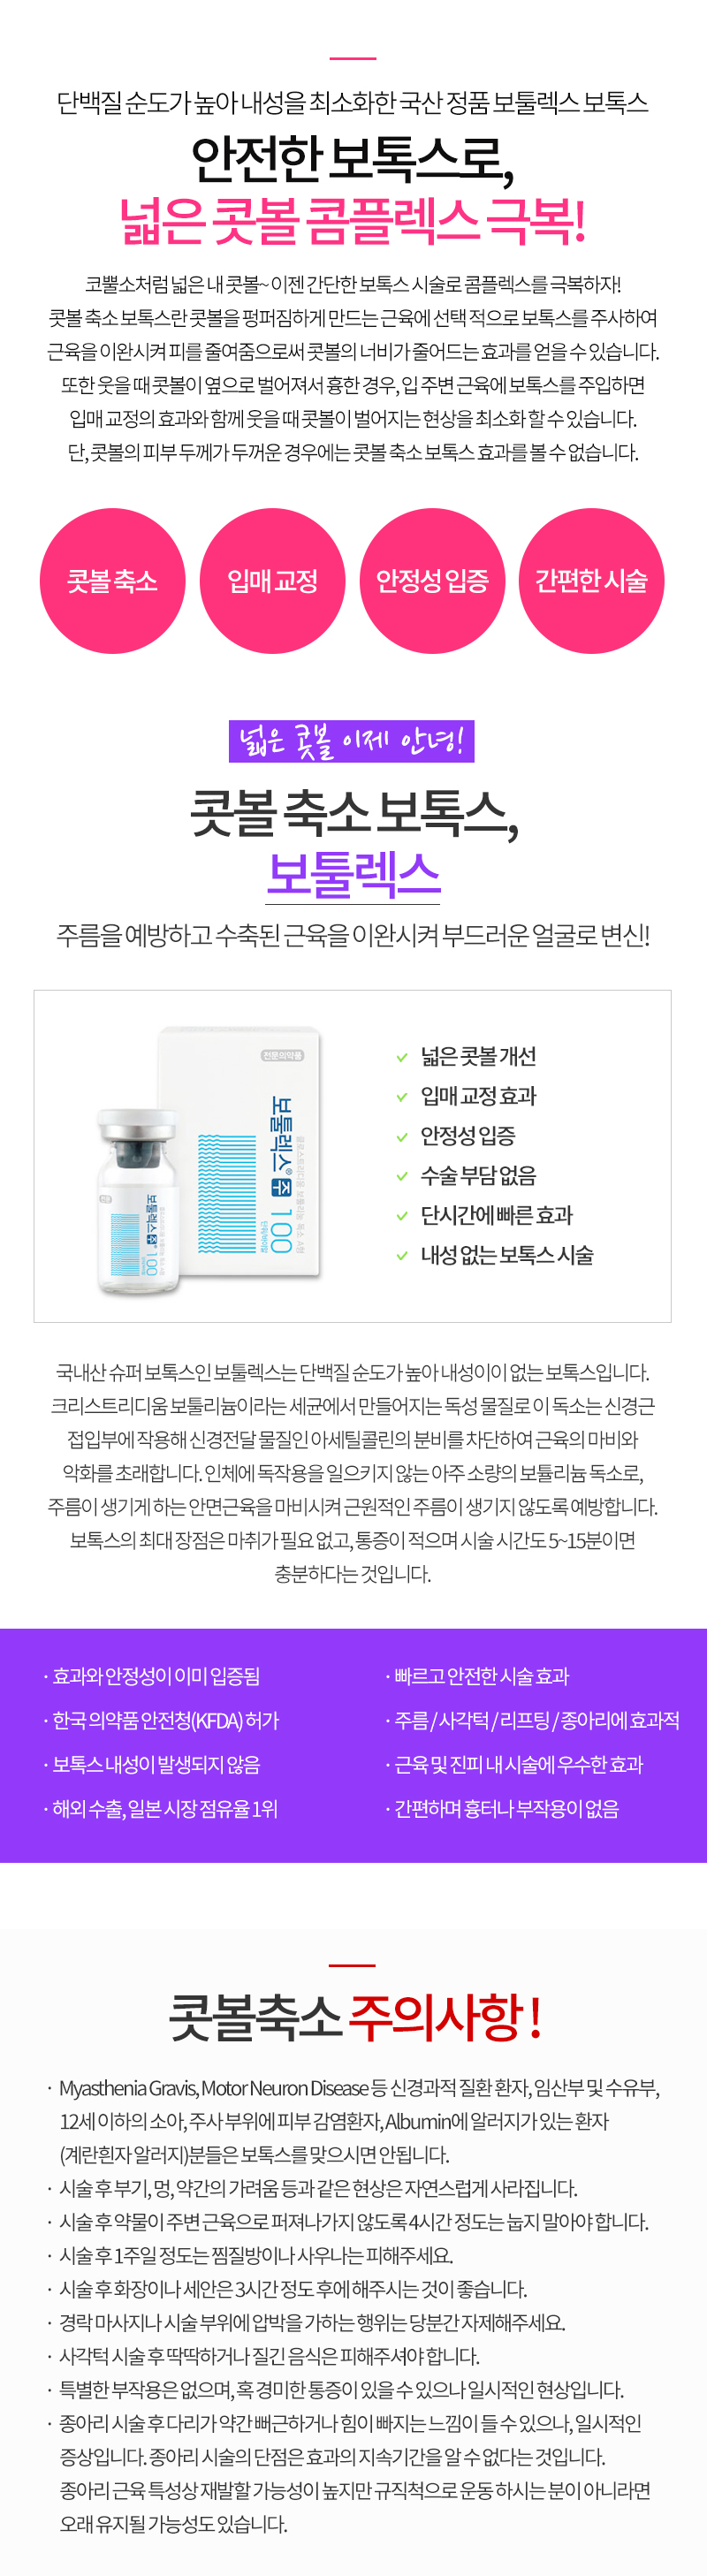 단백질 순도가 높아 내성을 최소화한 국산 정품 보툴렉스 보톡스
안전한 보톡스로,
넓은 콧볼 콤플렉스 극복!
코뿔소처럼 넓은 내 콧볼~ 이젠 간단한 보톡스 시술로 콤플렉스를 극복하자!
콧볼 축소 보톡스란 콧볼을 펑퍼짐하게 만드는 근육에 선택 적으로 보톡스를 주사하여
근육을 이완시켜 피를 줄여줌으로써 콧볼의 너비가 줄어드는 효과를 얻을 수 있습니다.
또한 웃을 때 콧볼이 옆으로 벌어져서 흉한 경우, 입 주변 근육에 보톡스를 주입하면
입매 교정의 효과와 함께 웃을 때 콧볼이 벌어지는 현상을 최소화 할 수 있습니다.
단, 콧볼의 피부 두께가 두꺼운 경우에는 콧볼 축소 보톡스 효과를 볼 수 없습니다.
콧볼 축소
입매 교정
안정성 입증
간편한 시술
넓은 콧볼 이제 안녕!
콧볼 축소 보톡스,
보툴렉스
주름을 예방하고 수축된 근육을 이완시켜 부드러운 얼굴로 변신!
전문의약품
보툴렉스® 주 100
클로스트리디움 보툴리눔 독소 A형
단위/바이알
전문
보툴렉스 주® 100
넓은 콧볼 개선
입매 교정 효과
안정성 입증
수술 부담 없음
단시간에 빠른 효과
내성 없는 보톡스 시술
국내산 슈퍼 보톡스인 보툴렉스는 단백질 순도가 높아 내성이이 없는 보톡스입니다.
크리스트리디움 보툴리늄이라는 세균에서 만들어지는 독성 물질로 이 독소는 신경근
접입부에 작용해 신경전달 물질인 아세틸콜린의 분비를 차단하여 근육의 마비와
악화를 초래합니다. 인체에 독작용을 일으키지 않는 아주 소량의 보튤리늄 독소로,
주름이 생기게 하는 안면근육을 마비시켜 근원적인 주름이 생기지 않도록 예방합니다.
보톡스의 최대 장점은 마취가 필요 없고, 통증이 적으며 시술 시간도 5~15분이면
충분하다는 것입니다.
· 효과와 안정성이 이미 입증됨
· 한국 의약품 안전청(KFDA) 허가
· 보톡스 내성이 발생되지 않음
· 해외 수출, 일본 시장 점유율 1위
· 빠르고 안전한 시술 효과
· 주름 / 사각턱 / 리프팅 / 종아리에 효과적
· 근육 및 진피 내 시술에 우수한 효과
· 간편하며 흉터나 부작용이 없음
콧볼축소 주의사항 !
· Myasthenia Gravis, Motor Neuron Disease 등 신경과적 질환 환자, 임산부 및 수유부,
12세 이하의 소아, 주사 부위에 피부 감염환자, Albumin에 알러지가 있는 환자
(계란흰자 알러지)분들은 보톡스를 맞으시면 안됩니다.
· 시술 후 부기, 멍, 약간의 가려움 등과 같은 현상은 자연스럽게 사라집니다.
· 시술 후 약물이 주변 근육으로 퍼져나가지 않도록 4시간 정도는 눕지 말아야 합니다.
· 시술 후 1주일 정도는 찜질방이나 사우나는 피해주세요.
· 시술 후 화장이나 세안은 3시간 정도 후에 해주시는 것이 좋습니다.
· 경락 마사지나 시술 부위에 압박을 가하는 행위는 당분간 자제해주세요.
· 사각턱 시술 후 딱딱하거나 질긴 음식은 피해주셔야 합니다.
· 특별한 부작용은 없으며, 혹 경미한 통증이 있을 수 있으나 일시적인 현상입니다.
· 종아리 시술 후 다리가 약간 뻐근하거나 힘이 빠지는 느낌이 들 수 있으나, 일시적인
증상입니다. 종아리 시술의 단점은 효과의 지속기간을 알 수 없다는 것입니다.
종아리 근육 특성상 재발할 가능성이 높지만 규칙적으로 운동 하시는 분이 아니라면
오래 유지될 가능성도 있습니다.